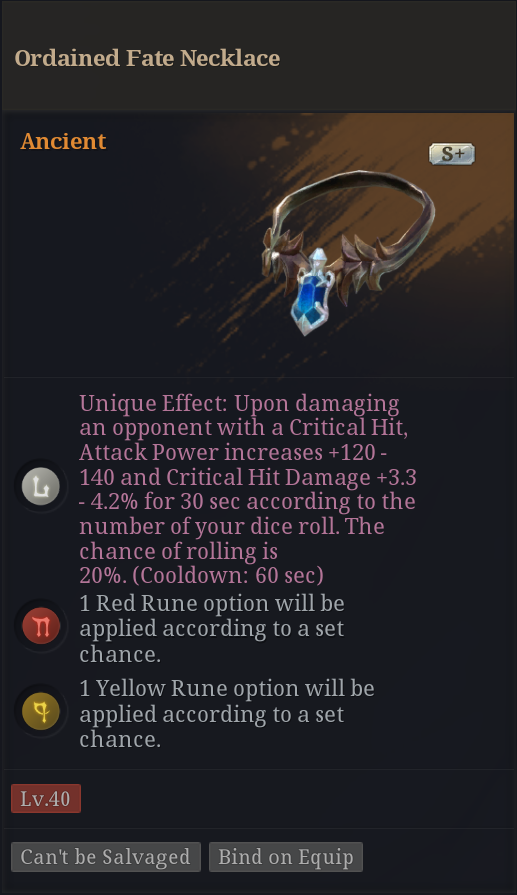 Ordained Fate Necklace
Ancient
S+
Unique Effect: Upon damaging
an opponent with a Critical Hit,
Attack Power increases +120 -
140 and Critical Hit Damage +3.3
- 4.2% for 30 sec according to the
number of your dice roll. The
chance of rolling is
20%. (Cooldown: 60 sec)
1 Red Rune option will be
applied according to a set
chance.
1 Yellow Rune option will be
applied according to a set
chance.
Lv.40
Can't be Salvaged
Bind on Equip